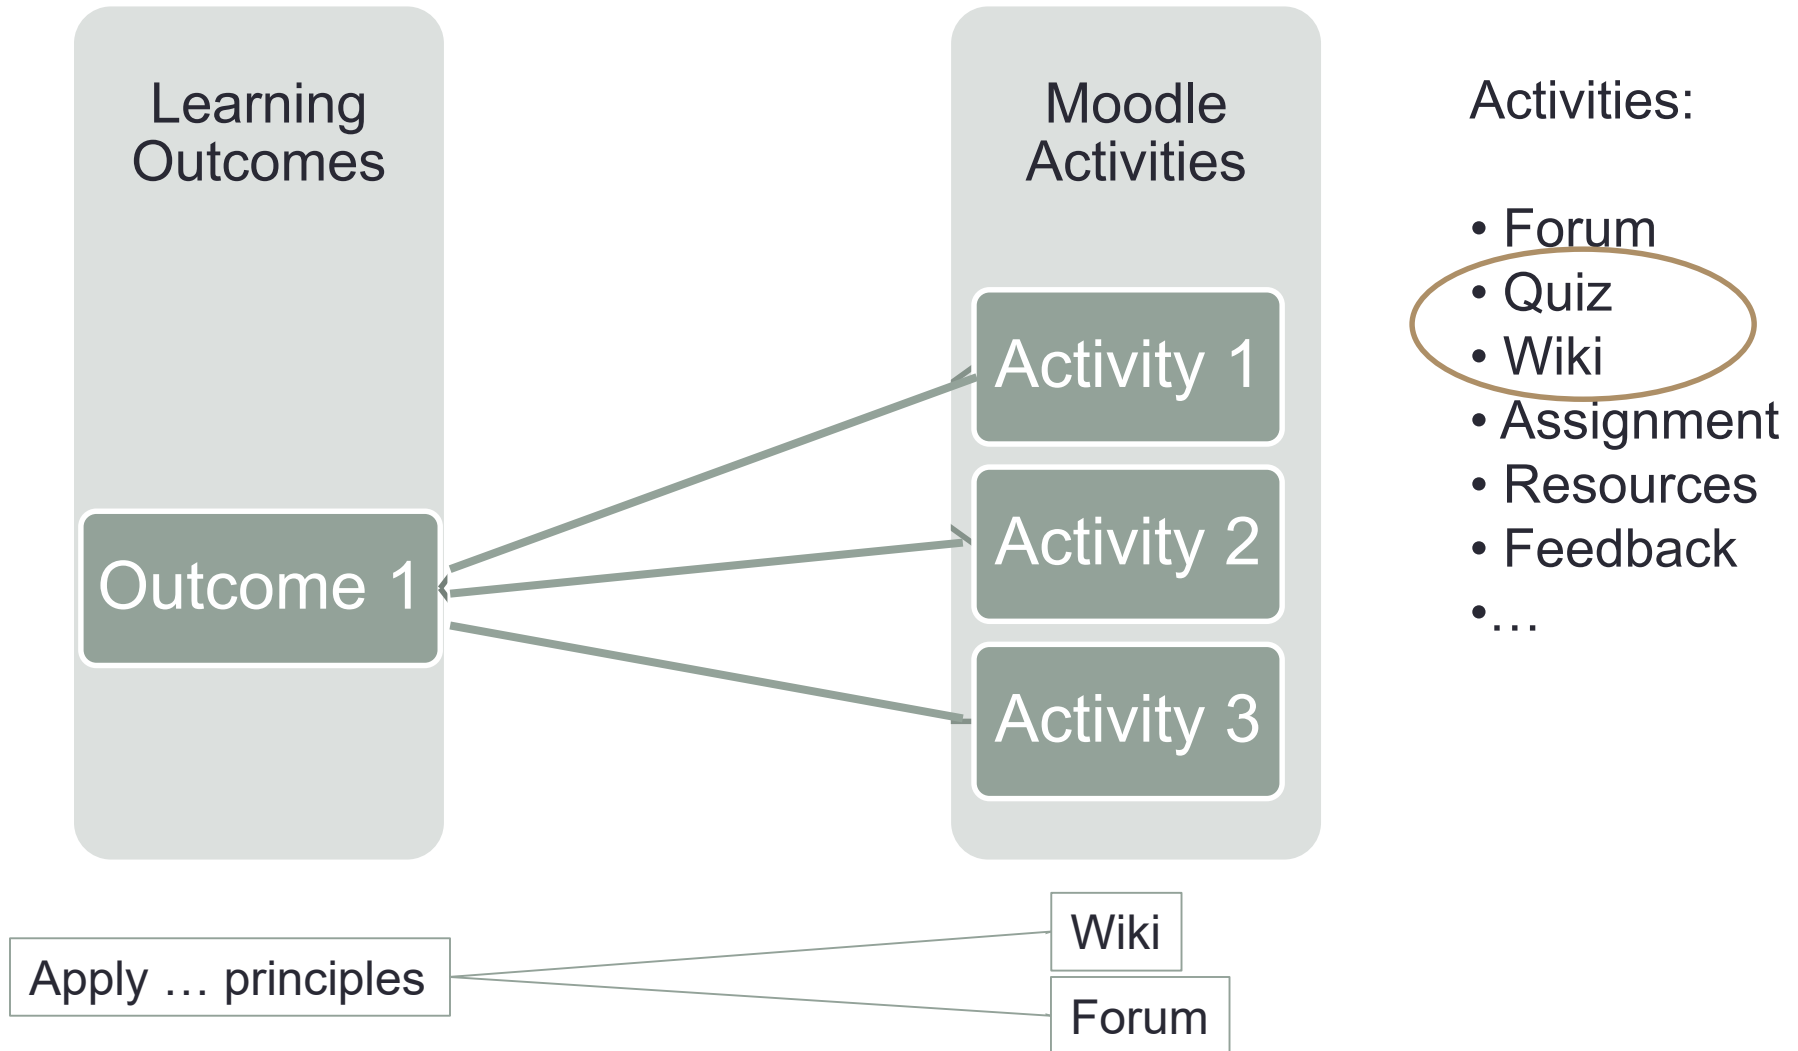 Learning
Outcomes
Outcome 1
Moodle
Activities
Activity 1
Activity 2
Activity 3
Activities:
• Forum
• Quiz
• Wiki
• Assignment
• Resources
• Feedback
•…
Apply … principles
Wiki
Forum